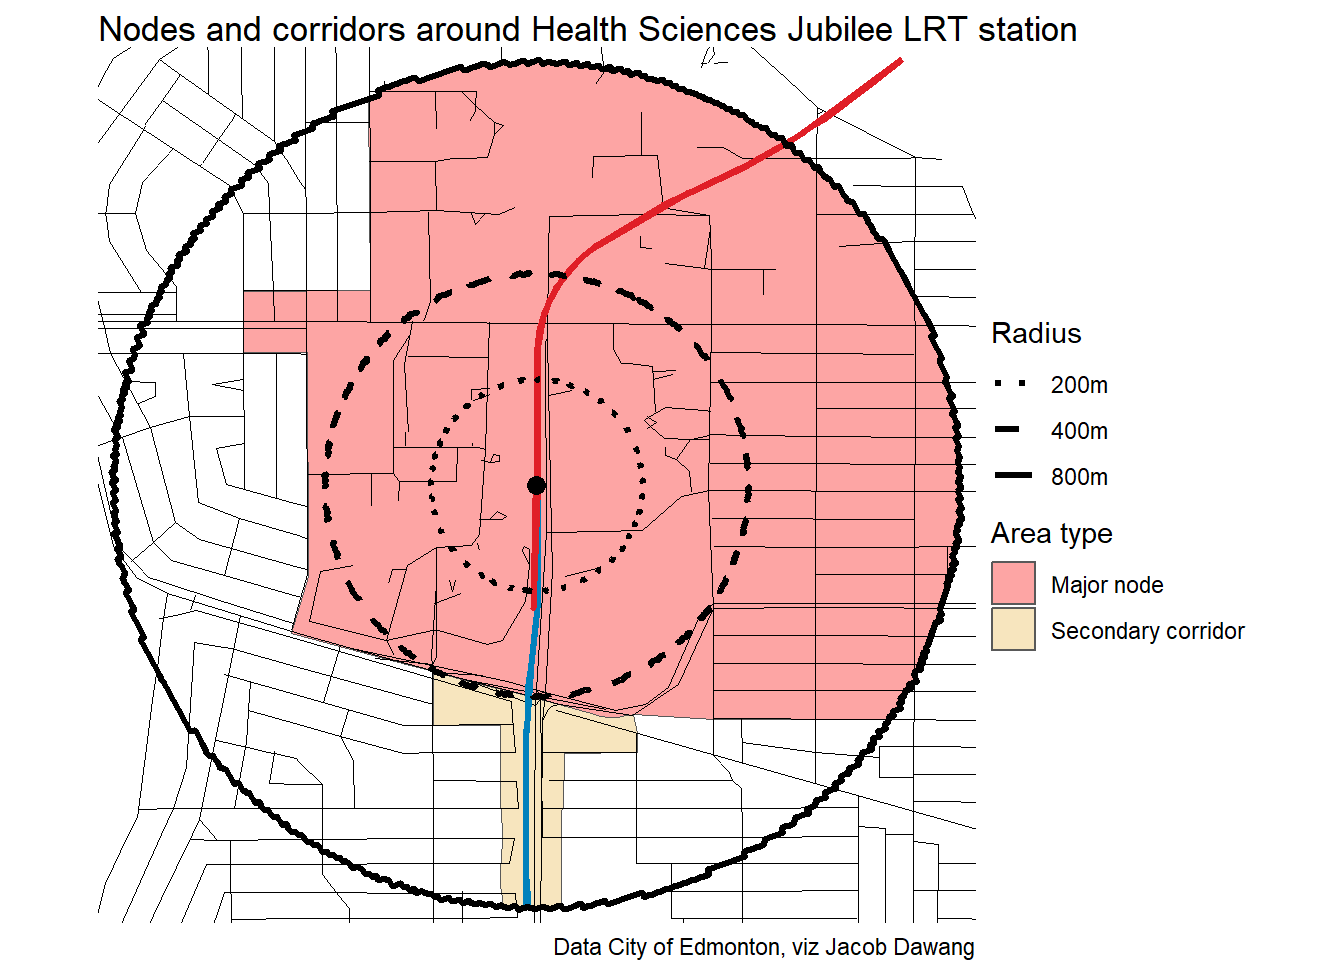 Nodes and corridors around Health Sciences Jubilee LRT station
Radius
200m
400m
800m
Area type
Major node
Secondary corridor
Data City of Edmonton, viz Jacob Dawang